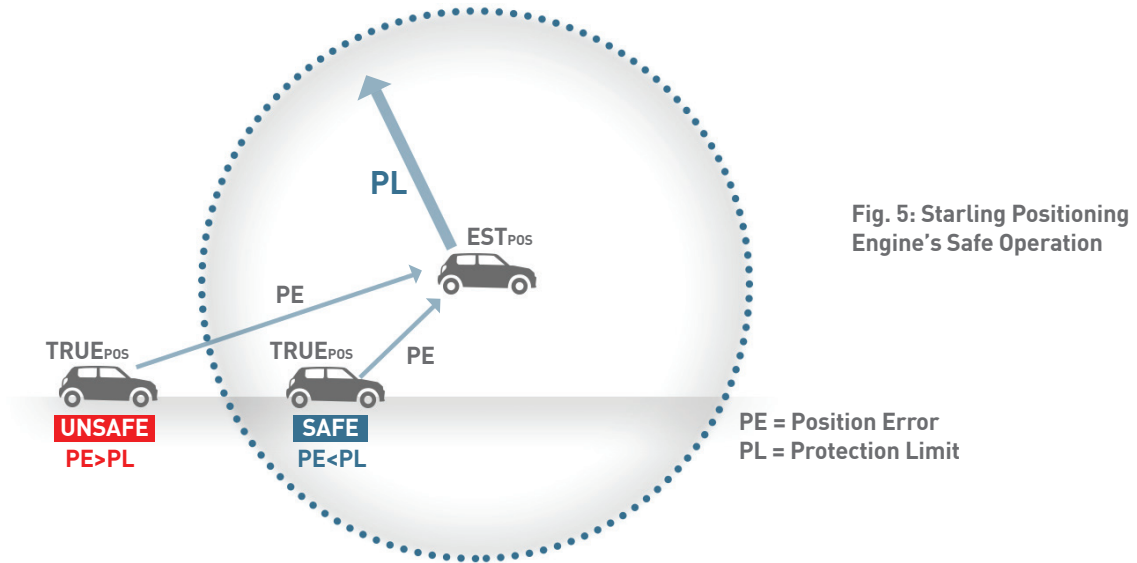 PL
ESTPOS
PE
TRUEPOS
TRUEPOS
PE
UNSAFE
SAFE
PE>PL
PE<PL
Fig. 5: Starling Positioning
Engine’s Safe Operation
PE = Position Error
PL = Protection Limit